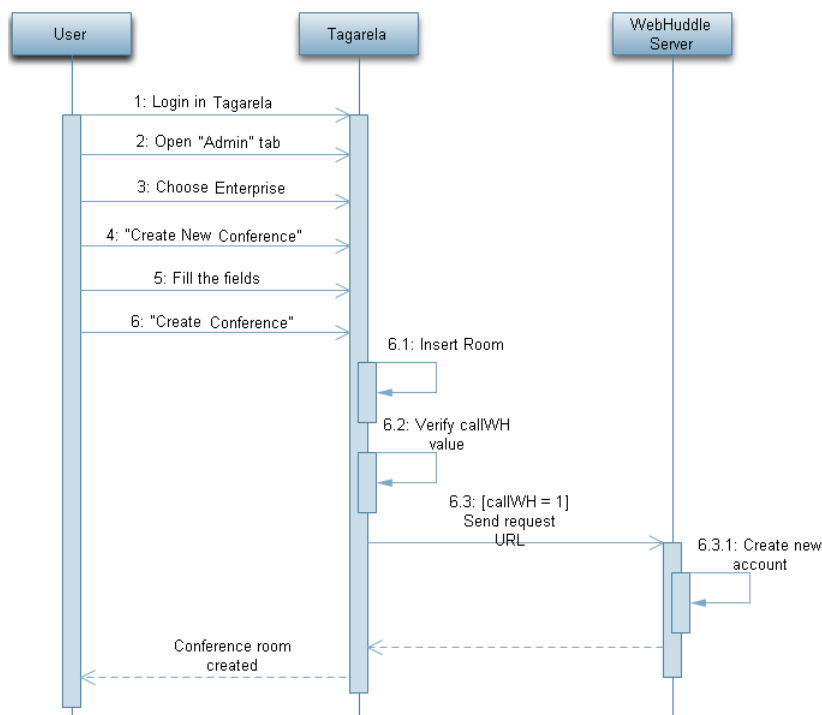 User
Tagarela
WebHuddle
Server
1: Login in Tagarela
2: Open "Admin" tab
3: Choose Enterprise
4: "Create New Conference"
5: Fill the fields
6: "Create Conference"
6.1: Insert Room
6.2: Verify callWH
value
6.3: [callWH = 1]
Send request
URL
6.3.1: Create new
account
Conference room
created